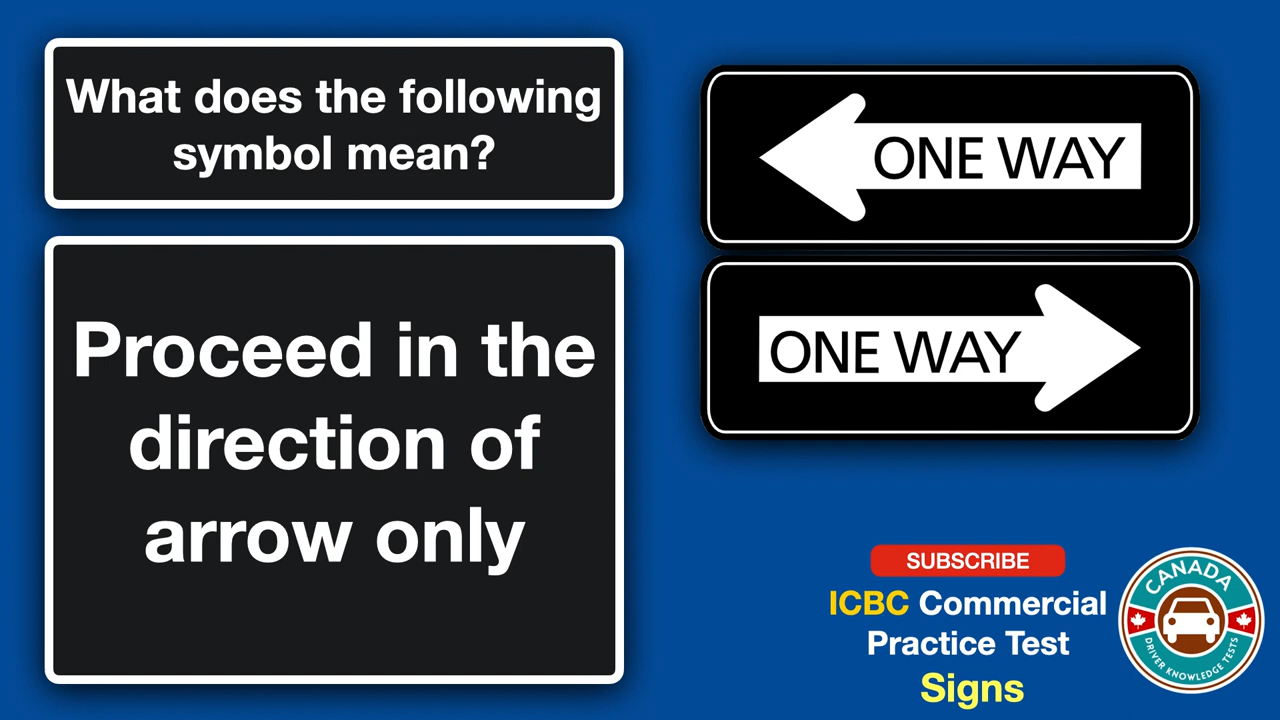 What does the following
symbol mean?
Proceed in the
direction of
arrow only
ONE WAY
ONE WAY
SUBSCRIBE
ICBC Commercial
Practice Test
Signs
CANADA
DRIVER KNOWLEDGE TESTS